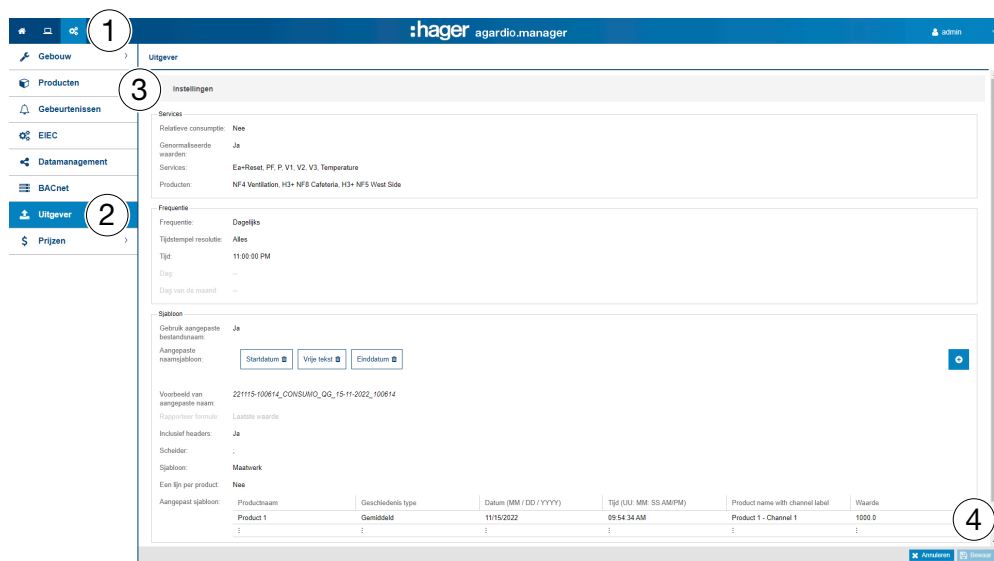 1
:hager agardio.manager
admin
Gebouw
Producten
Gebeurtenissen
EIEC
Datamanagement
BACnet
Uitgever
2
Prijzen
Uitgever
3
Instellingen
Services
Relatieve consumptie: Nee
Genormaliseerde waarden: Ja
Services: Ea+Reset, PF, P, V1, V2, V3, Temperature
Producten: NF4 Ventilation, H3+ NF8 Cafeteria, H3+ NF5 West Side
Frequentie
Frequentie: Dagelijks
Tijdstempel resolutie: Alles
Tijd: 11:00:00 PM
Dag: --
Dag van de maand: --
Sjabloon
Gebruik aangepaste bestandsnaam: Ja
Aangepaste naamsjabloon: Startdatum Vrije tekst Einddatum
Voorbeeld van aangepaste naam: 221115-100614_CONSUMO_QG_15-11-2022_100614
Rapporteer formule: Laatste waarde
Inclusief headers: Ja
Scheider: ;
Sjabloon: Maatwerk
Een lijn per product: Nee
Aangepast sjabloon: Productnaam Geschiedenis type Datum (MM / DD / YYYY) Tijd (UU: MM: SS AM/PM) Product name with channel label Waarde
Product 1 Gemiddeld 11/15/2022 09:54:34 AM Product 1 - Channel 1 1000.0
⋮ ⋮ ⋮ ⋮ ⋮ ⋮
4
Annuleren Bewaar